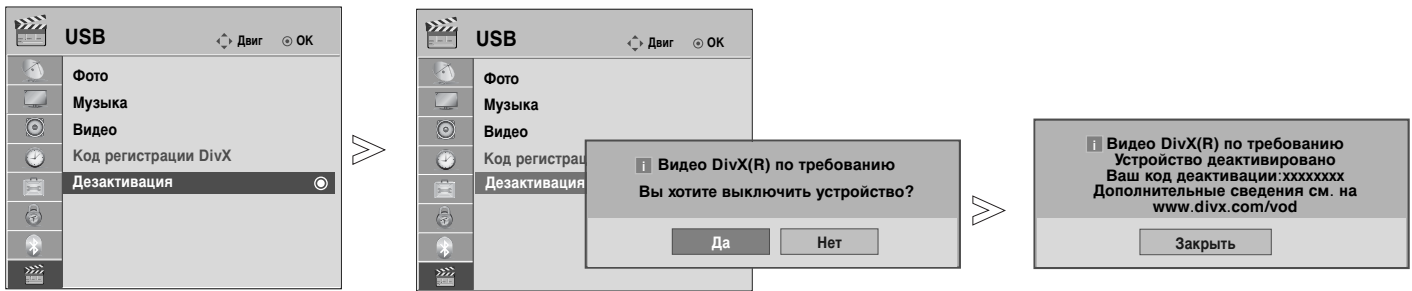 USB Двиг OK
Фото
Музыка
Видео
Код регистрации DivX
Дезактивация
USB Двиг OK
Фото
Музыка
Видео
Код регистрац
Дезактивация
i Видео DivX(R) по требованию
Вы хотите выключить устройство?
Да Нет
i Видео DivX(R) по требованию
Устройство деактивировано
Ваш код деактивации:xxxxxxxx
Дополнительные сведения см. на
www.divx.com/vod
Закрыть